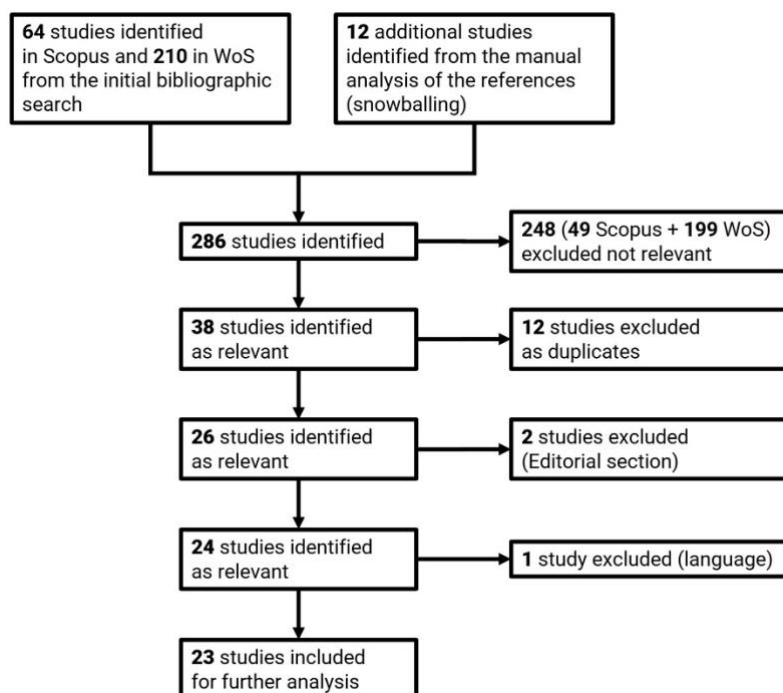 64 studies identified
in Scopus and 210 in WoS
from the initial bibliographic
search
12 additional studies
identified from the manual
analysis of the references
(snowballing)
286 studies identified
248 (49 Scopus + 199 WoS)
excluded not relevant
38 studies identified
as relevant
12 studies excluded
as duplicates
26 studies identified
as relevant
2 studies excluded
(Editorial section)
24 studies identified
as relevant
1 study excluded (language)
23 studies included
for further analysis